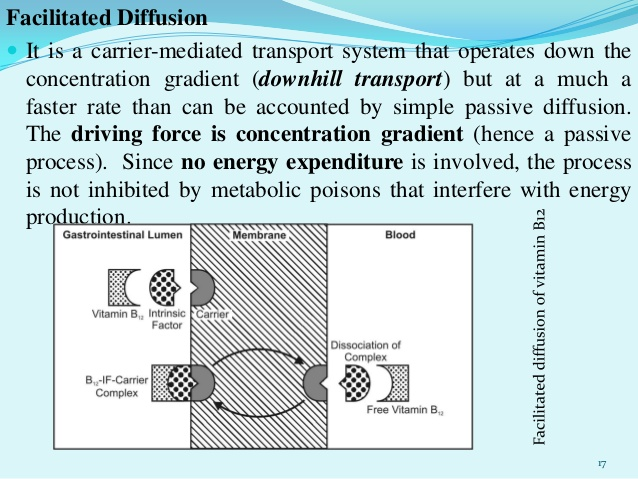 Facilitated Diffusion
It is a carrier-mediated transport system that operates down the
concentration gradient (downhill transport) but at a much a
faster rate than can be accounted by simple passive diffusion.
The driving force is concentration gradient (hence a passive
process). Since no energy expenditure is involved, the process
is not inhibited by metabolic poisons that interfere with energy
production.
Gastrointestinal Lumen
Membrane
Blood
Vitamin B12
Intrinsic
Factor
Carrier
Dissociation of
Complex
B12-IF-Carrier
Complex
Free Vitamin B12
Facilitated diffusion of vitamin B12
17